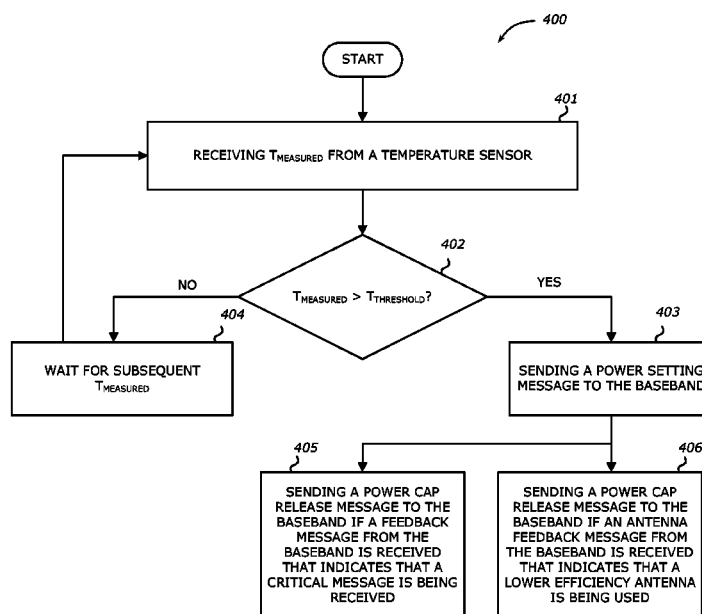 400
START
401
RECEIVING TMEASURED FROM A TEMPERATURE SENSOR
402
TMEASURED > TTHRESHOLD?
NO
YES
404
WAIT FOR SUBSEQUENT
TMEASURED
403
SENDING A POWER SETTING
MESSAGE TO THE BASEBAND
405
SENDING A POWER CAP
RELEASE MESSAGE TO THE
BASEBAND IF A FEEDBACK
MESSAGE FROM THE
BASEBAND IS RECEIVED
THAT INDICATES THAT A
CRITICAL MESSAGE IS BEING
RECEIVED
406
SENDING A POWER CAP
RELEASE MESSAGE TO THE
BASEBAND IF AN ANTENNA
FEEDBACK MESSAGE FROM
THE BASEBAND IS RECEIVED
THAT INDICATES THAT A
LOWER EFFICIENCY ANTENNA
IS BEING USED